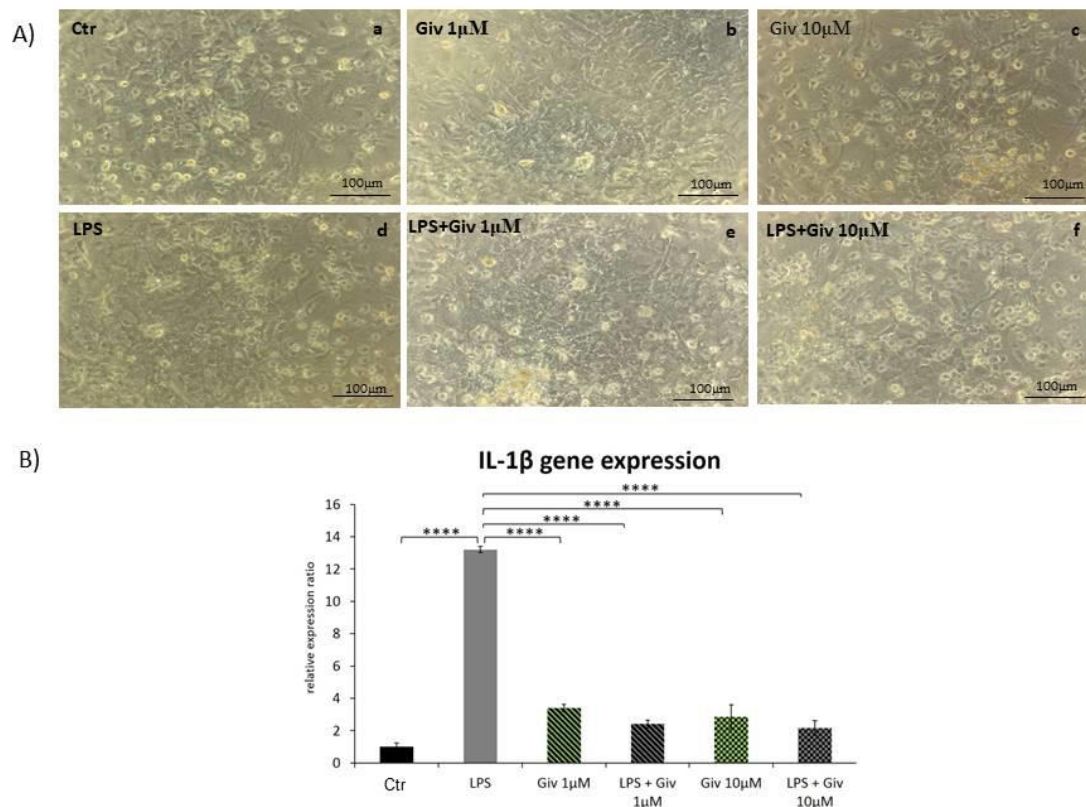 A)
Ctr a
Giv 1μM b
Giv 10μM c
100μm
100μm
100μm
LPS d
LPS+Giv 1μM e
LPS+Giv 10μM f
100μm
100μm
100μm
B)
IL-1β gene expression
relative expression ratio
16
14
12
10
8
6
4
2
0
****
****
****
****
****
Ctr
LPS
Giv 1μM
LPS + Giv
1μM
Giv 10μM
LPS + Giv
10μM